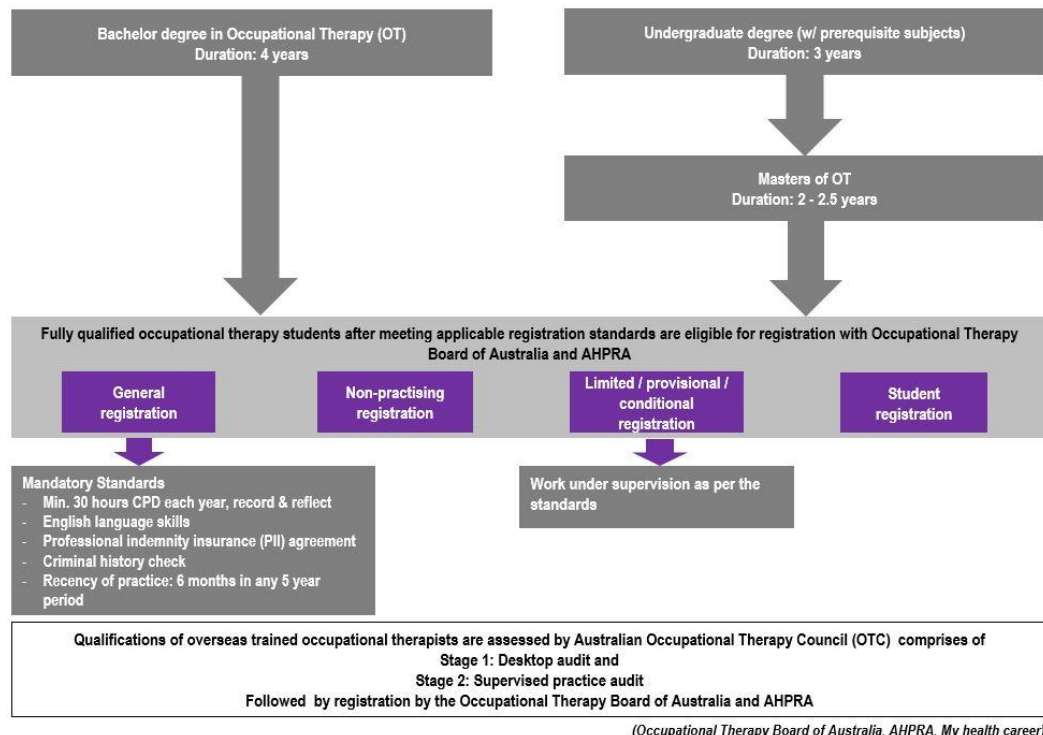 Bachelor degree in Occupational Therapy (OT)
Duration: 4 years
Undergraduate degree (w/ prerequisite subjects)
Duration: 3 years
Masters of OT
Duration: 2 - 2.5 years
Fully qualified occupational therapy students after meeting applicable registration standards are eligible for registration with Occupational Therapy
Board of Australia and AHPRA
General
registration
Non-practising
registration
Limited / provisional /
conditional
registration
Student
registration
Mandatory Standards
- Min. 30 hours CPD each year, record & reflect
- English language skills
- Professional indemnity insurance (PII) agreement
- Criminal history check
- Recency of practice: 6 months in any 5 year
period
Work under supervision as per the
standards
Qualifications of overseas trained occupational therapists are assessed by Australian Occupational Therapy Council (OTC) comprises of
Stage 1: Desktop audit and
Stage 2: Supervised practice audit
Followed by registration by the Occupational Therapy Board of Australia and AHPRA
(Occupational Therapy Board of Australia, AHPRA, My health career)